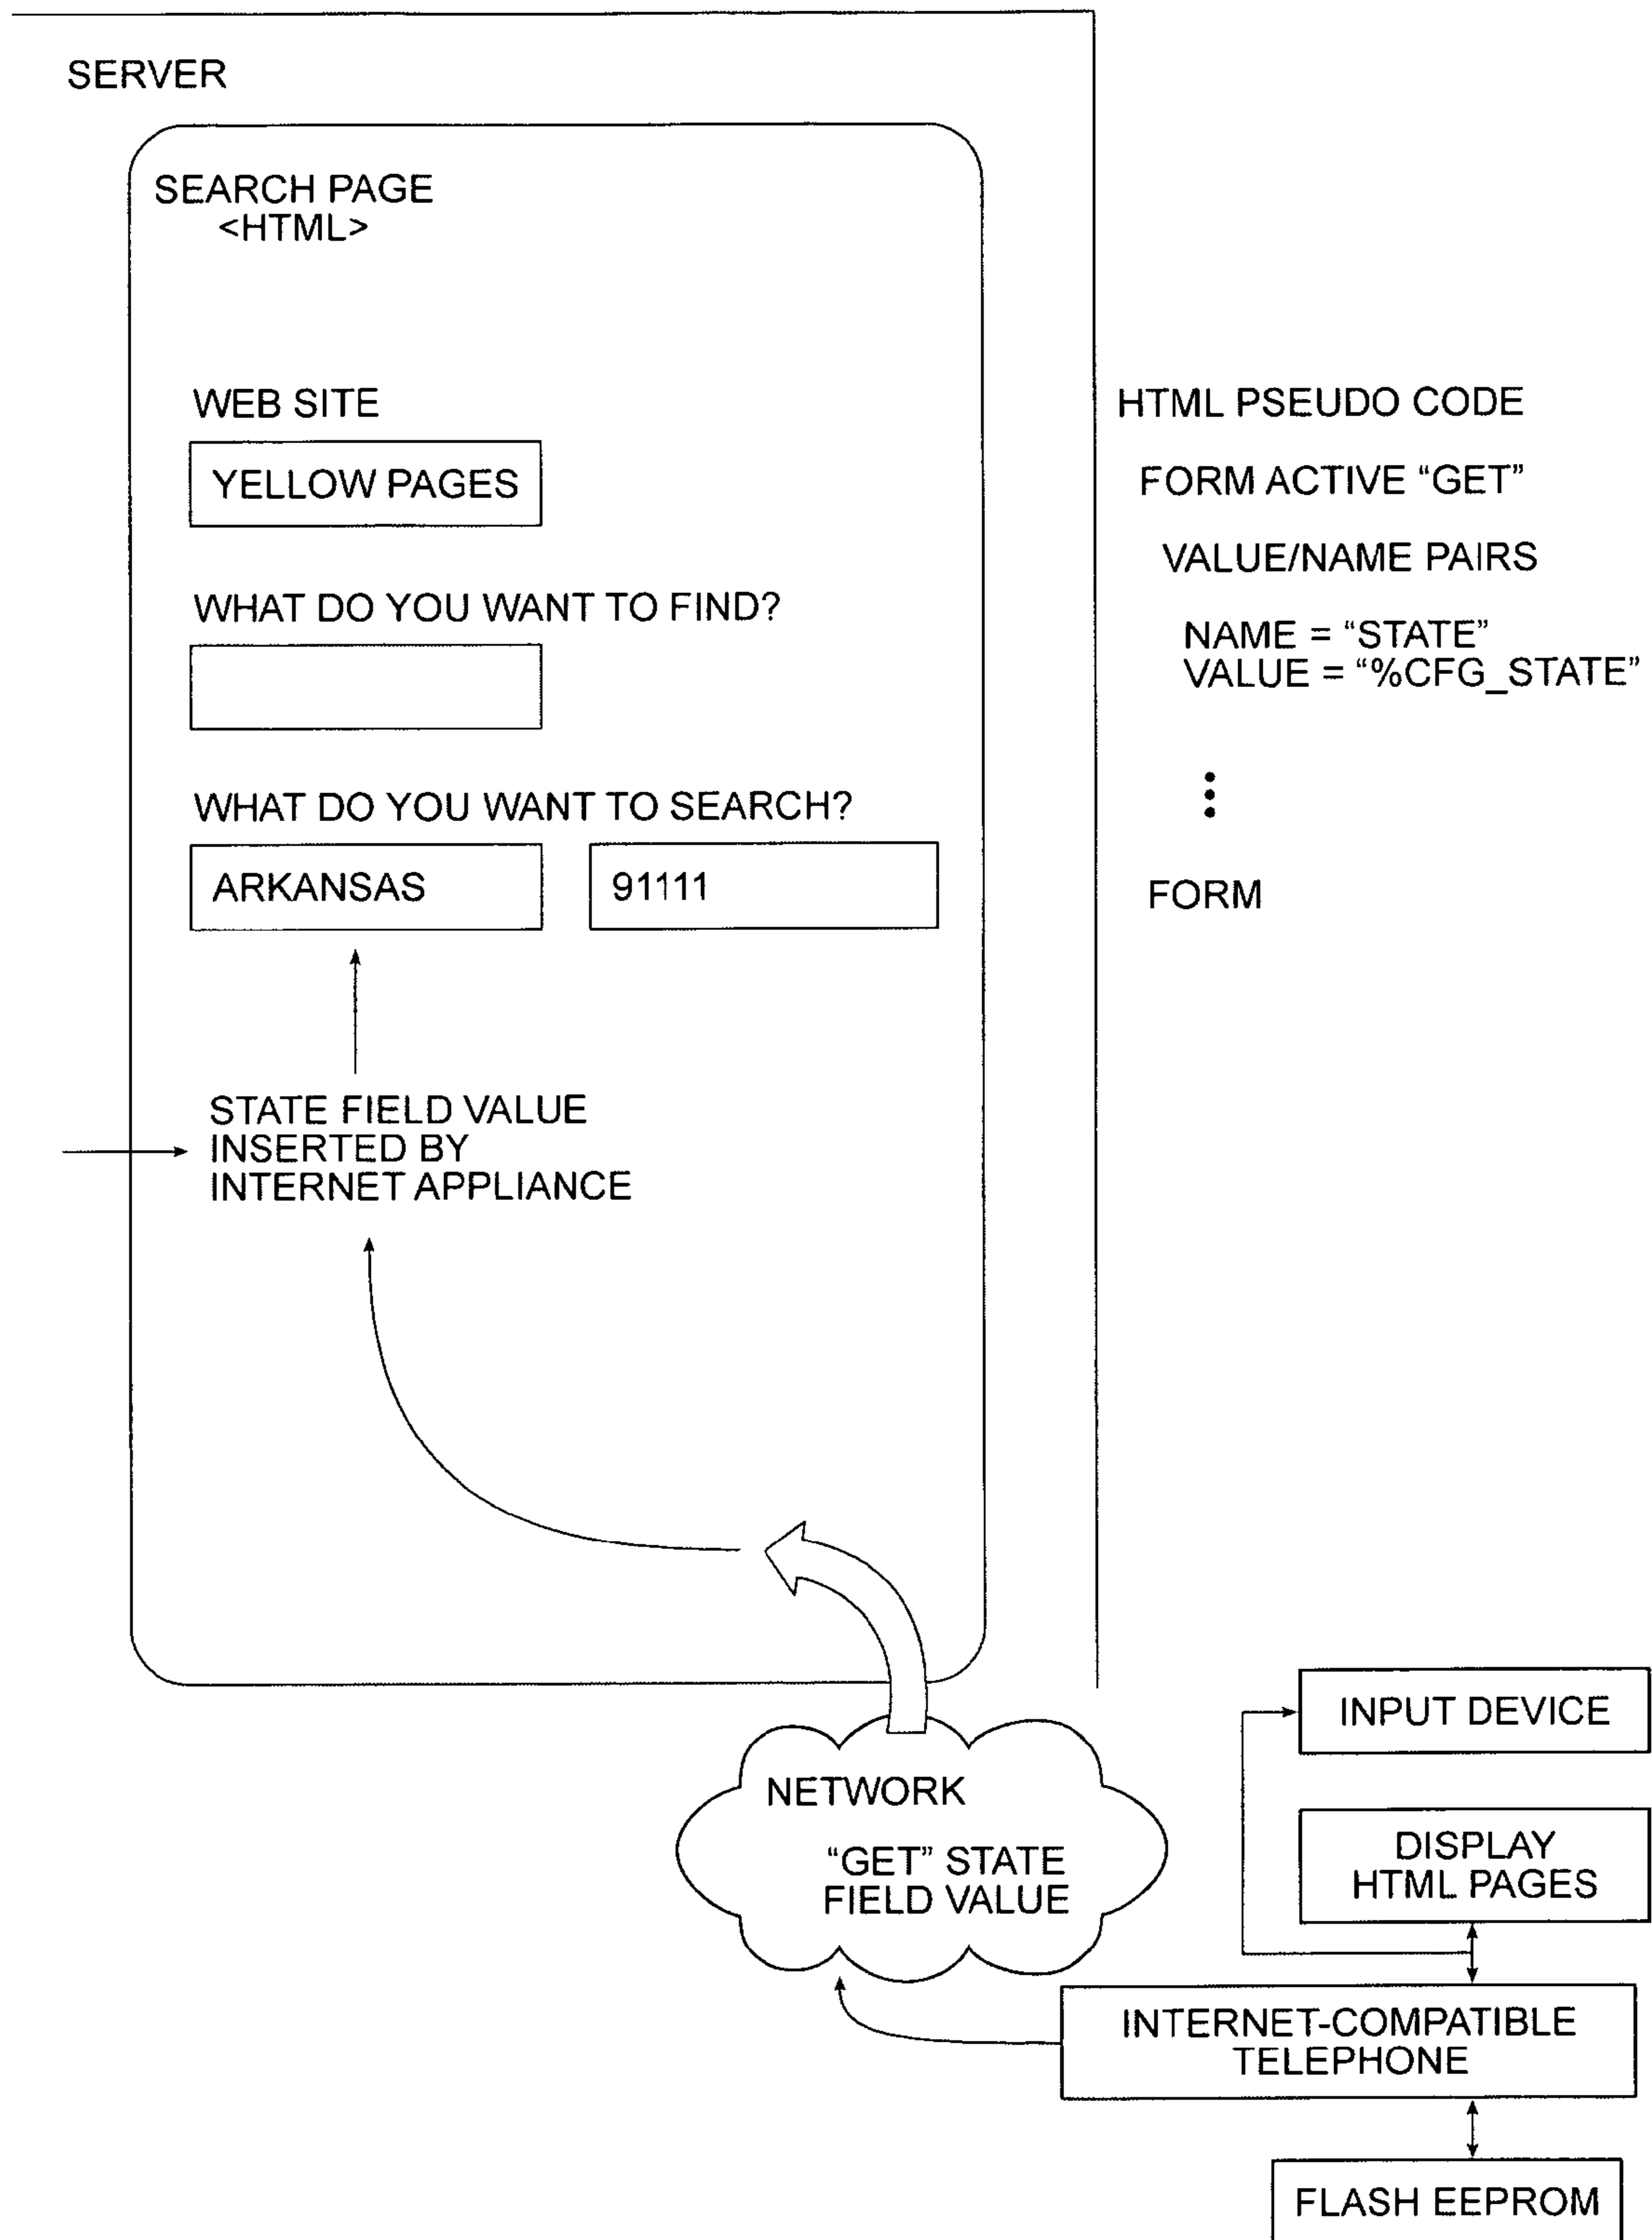 SERVER
SEARCH PAGE
<HTML>
WEB SITE
YELLOW PAGES
WHAT DO YOU WANT TO FIND?
WHAT DO YOU WANT TO SEARCH?
ARKANSAS
91111
STATE FIELD VALUE
INSERTED BY
INTERNET APPLIANCE
HTML PSEUDO CODE
FORM ACTIVE “GET”
VALUE/NAME PAIRS
NAME = “STATE”
VALUE = “%CFG_STATE”
FORM
NETWORK
“GET” STATE
FIELD VALUE
INPUT DEVICE
DISPLAY
HTML PAGES
INTERNET-COMPATIBLE
TELEPHONE
FLASH EEPROM